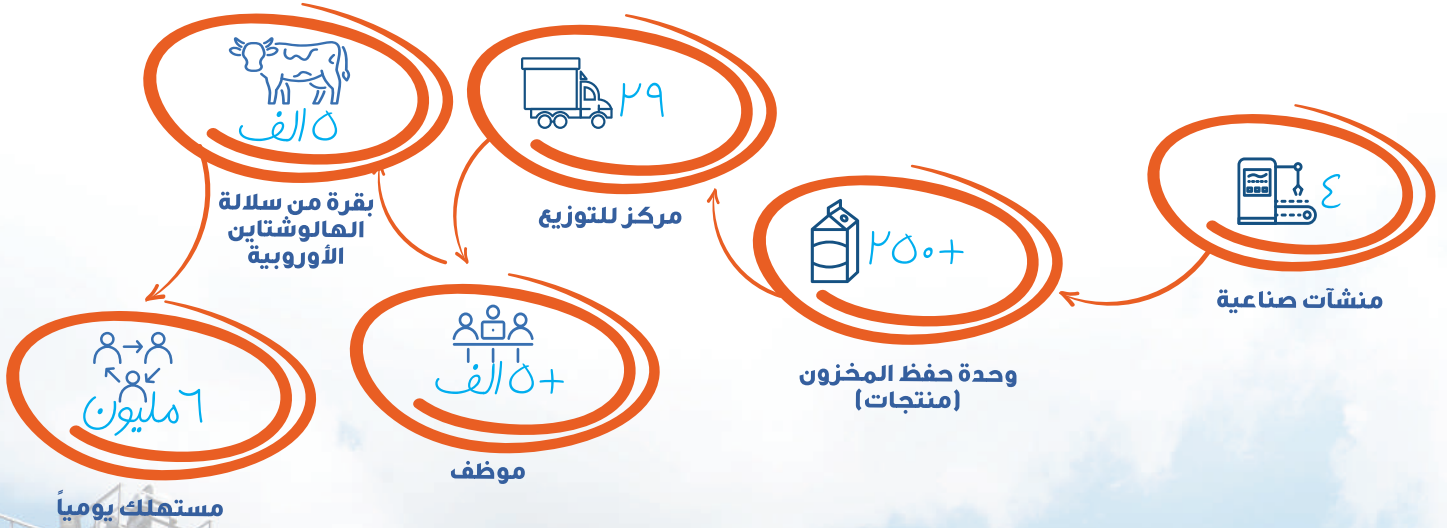 ٤
منشآت صناعية
+٢٥٠
وحدة حفظ المخزون
(منتجات)
٢٩
مركز للتوزيع
+٥ الف
موظف
٥ الف
بقرة من سلالة
الهالوشتاين
الأوروبية
٦ مليون
مستهلك يومياً